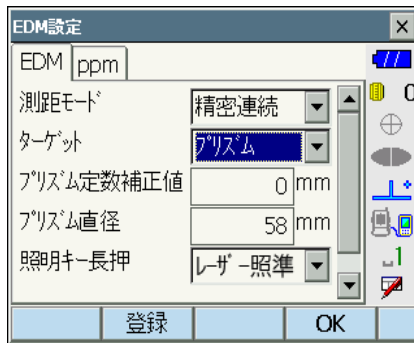 EDM設定
EDM ppm
測距モード 精密連続
ターゲット プリズム
プリズム定数補正値 0 mm
プリズム直径 58 mm
照明キー長押 レーザー照準
登録 OK
0
1